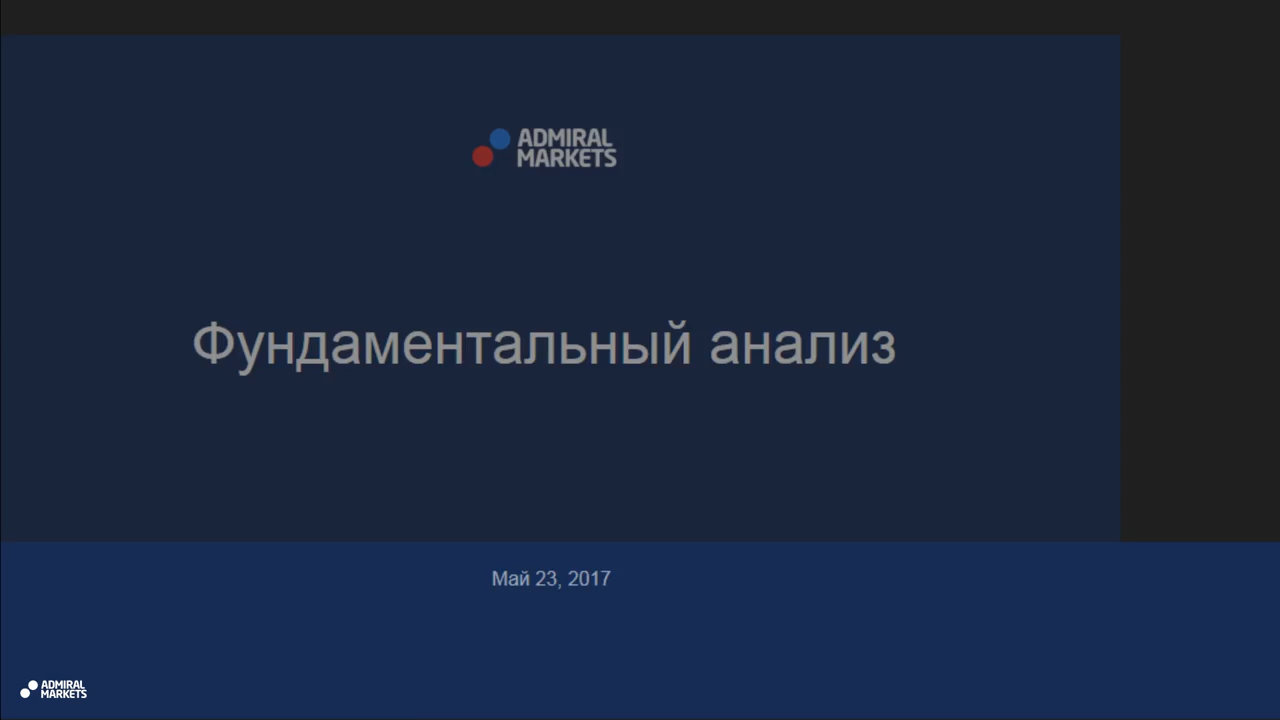 ADMIRAL
MARKETS
Фундаментальный анализ
Май 23, 2017
ADMIRAL
MARKETS